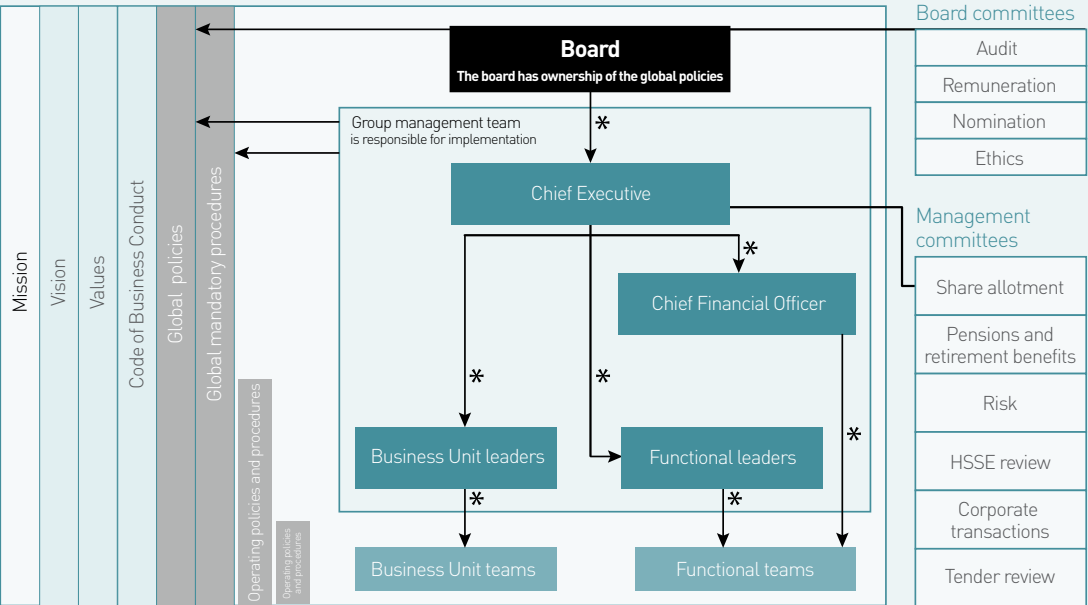 Mission
Vision
Values
Code of Business Conduct
Global policies
Global mandatory procedures
Operating policies and procedures
Operating policies
and procedures
Board
The board has ownership of the global policies
*
Group management team
is responsible for implementation
Chief Executive
*
Chief Financial Officer
*
*
*
Business Unit leaders
Functional leaders
*
*
Business Unit teams
Functional teams
Board committees
Audit
Remuneration
Nomination
Ethics
Management
committees
Share allotment
Pensions and
retirement benefits
Risk
HSSE review
Corporate
transactions
Tender review